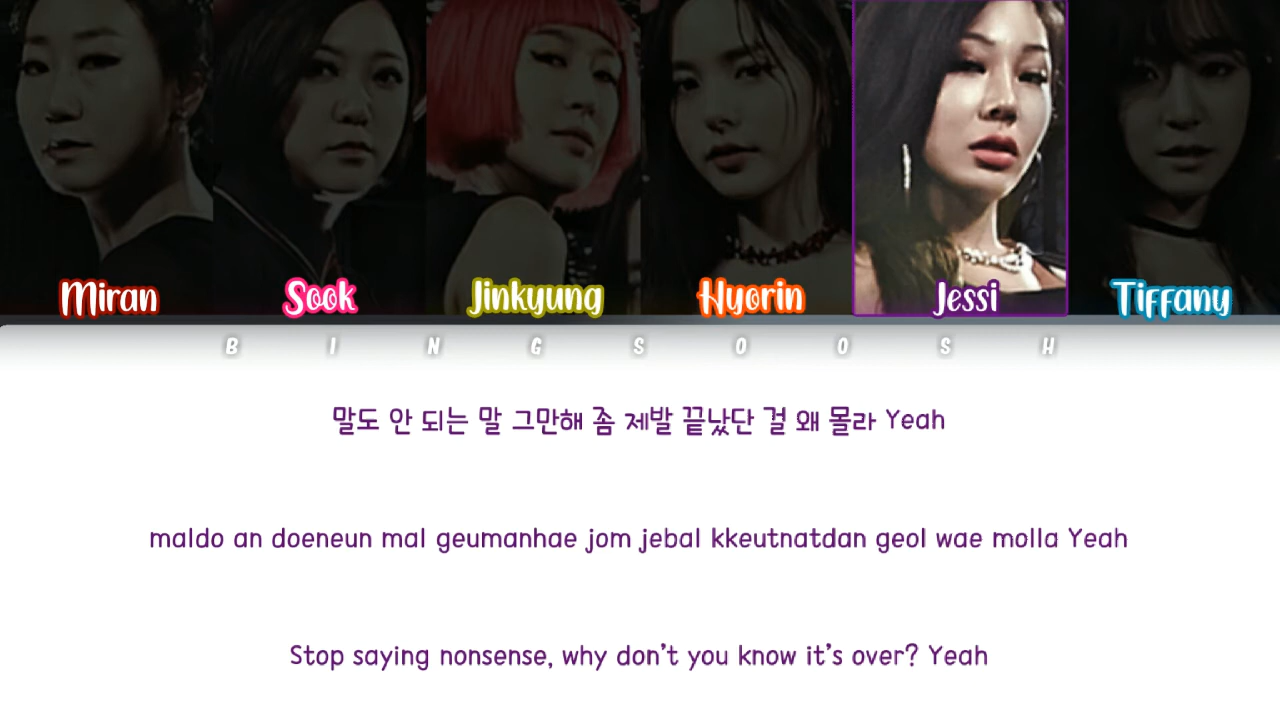 Miran Sook Jinkyung Hyorin Jessi Tiffany
B I N G S O O S H
말도 안 되는 말 그만해 좀 제발 끝났단 걸 왜 몰라 Yeah
maldo an doeneun mal geumanhae jom jebal kkeutnatdan geol wae molla Yeah
Stop saying nonsense, why don't you know it's over? Yeah